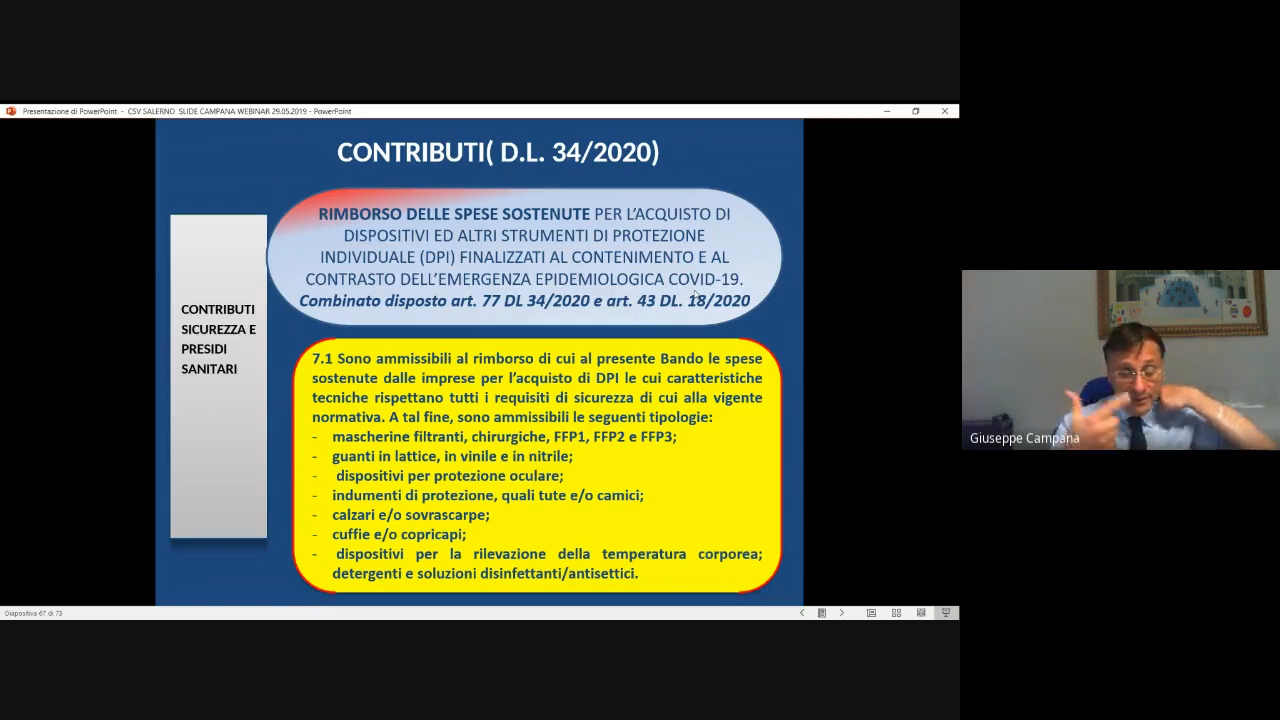 Presentazione di PowerPoint - CSV SALERNO SLIDE CAMPANA WEBINAR 29.05.2019 - PowerPoint
CONTRIBUTI( D.L. 34/2020)
RIMBORSO DELLE SPESE SOSTENUTE PER L’ACQUISTO DI
DISPOSITIVI ED ALTRI STRUMENTI DI PROTEZIONE
INDIVIDUALE (DPI) FINALIZZATI AL CONTENIMENTO E AL
CONTRASTO DELL’EMERGENZA EPIDEMIOLOGICA COVID-19.
Combinato disposto art. 77 DL 34/2020 e art. 43 DL. 18/2020
CONTRIBUTI
SICUREZZA E
PRESIDI
SANITARI
7.1 Sono ammissibili al rimborso di cui al presente Bando le spese
sostenute dalle imprese per l’acquisto di DPI le cui caratteristiche
tecniche rispettano tutti i requisiti di sicurezza di cui alla vigente
normativa. A tal fine, sono ammissibili le seguenti tipologie:
- mascherine filtranti, chirurgiche, FFP1, FFP2 e FFP3;
- guanti in lattice, in vinile e in nitrile;
- dispositivi per protezione oculare;
- indumenti di protezione, quali tute e/o camici;
- calzari e/o sovrascarpe;
- cuffie e/o copricapi;
- dispositivi per la rilevazione della temperatura corporea;
detergenti e soluzioni disinfettanti/antisettici.
Giuseppe Campana
Diapositiva 67 di 73